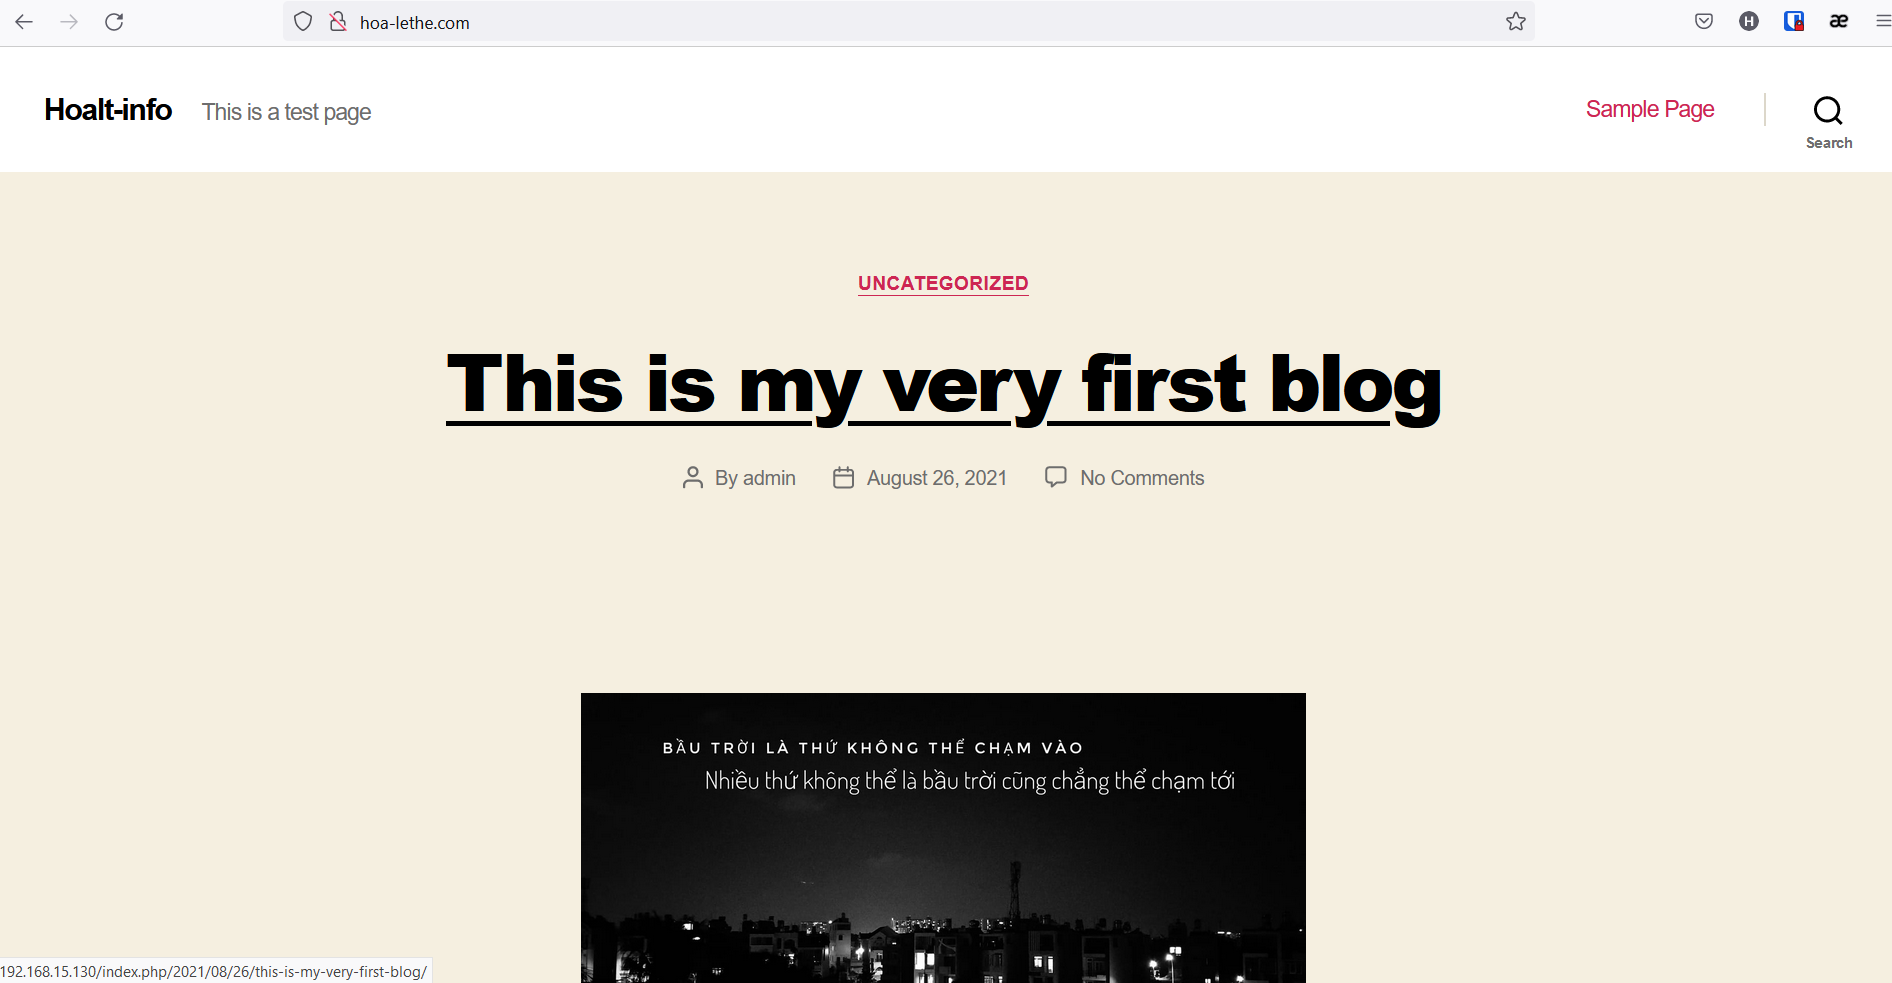 hoa-lethe.com
H
æ
Hoalt-info
This is a test page
Sample Page
Search
UNCATEGORIZED
This is my very first blog
By admin
August 26, 2021
No Comments
BẦU TRỜI LÀ THỨ KHÔNG THỂ CHẠM VÀO
Nhiều thứ không thể là bầu trời cũng chẳng thể chạm tới
192.168.15.130/index.php/2021/08/26/this-is-my-very-first-blog/